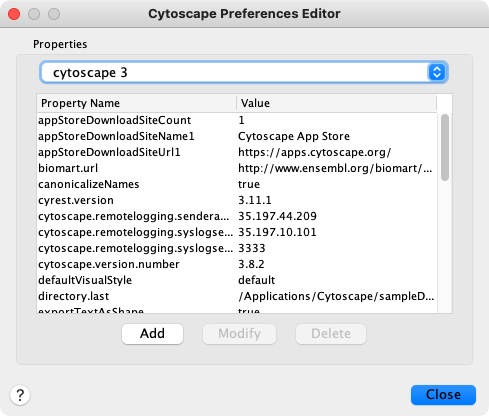 Cytoscape Preferences Editor
Properties
cytoscape 3
Property Name Value
appStoreDownloadSiteCount 1
appStoreDownloadSiteName1 Cytoscape App Store
appStoreDownloadSiteUrl1 https://apps.cytoscape.org/
biomart.url http://www.ensembl.org/biomart/...
canonicalizeNames true
cyrest.version 3.11.1
cytoscape.remotelogging.sendera... 35.197.44.209
cytoscape.remotelogging.syslogse... 35.197.10.101
cytoscape.remotelogging.syslogse... 3333
cytoscape.version.number 3.8.2
defaultVisualStyle default
directory.last /Applications/Cytoscape/sampleD...
exportTextAsShape true
Add Modify Delete
? Close